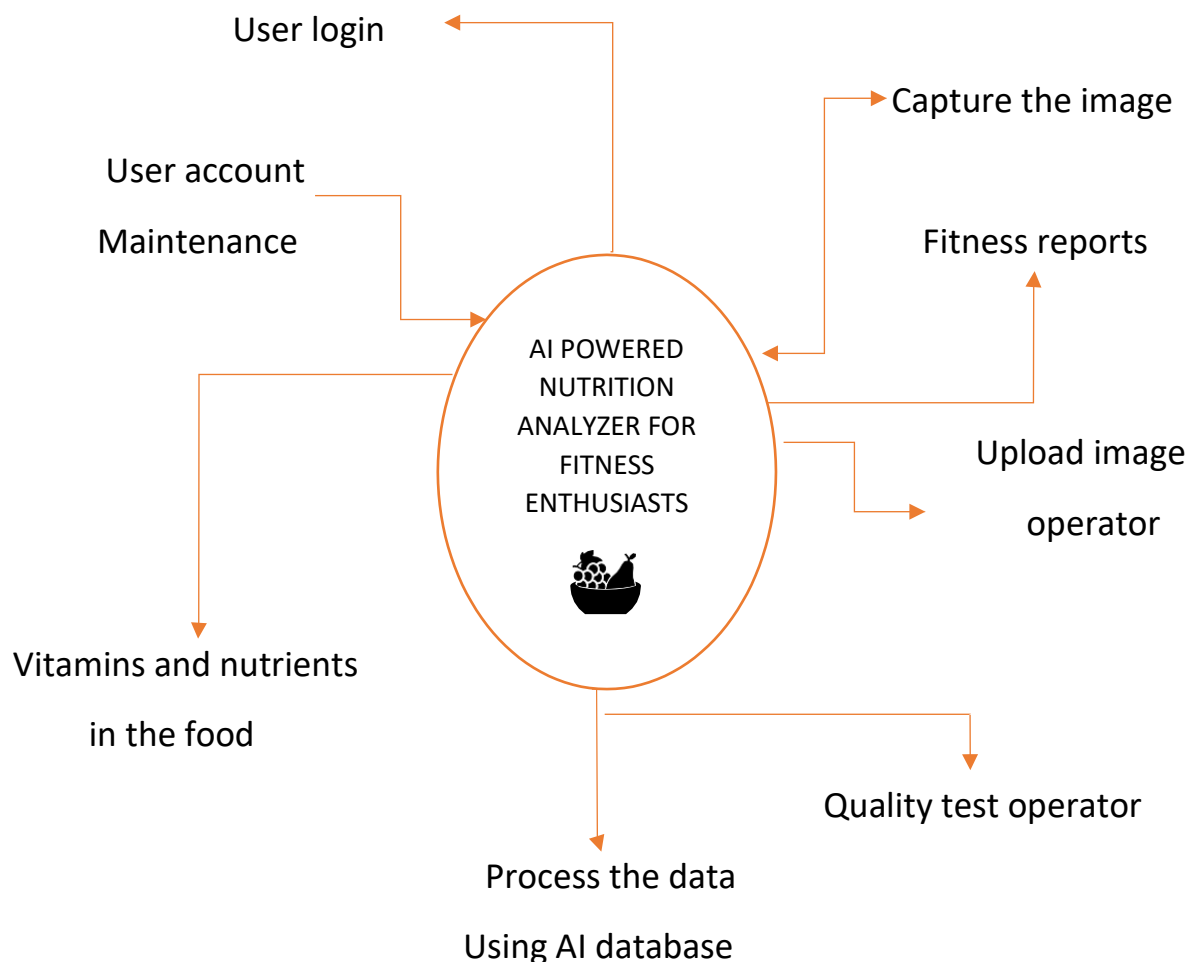 User login
Capture the image
User account
Maintenance
Fitness reports
AI POWERED
NUTRITION
ANALYZER FOR
FITNESS
ENTHUSIASTS
Upload image
operator
Vitamins and nutrients
in the food
Quality test operator
Process the data
Using AI database